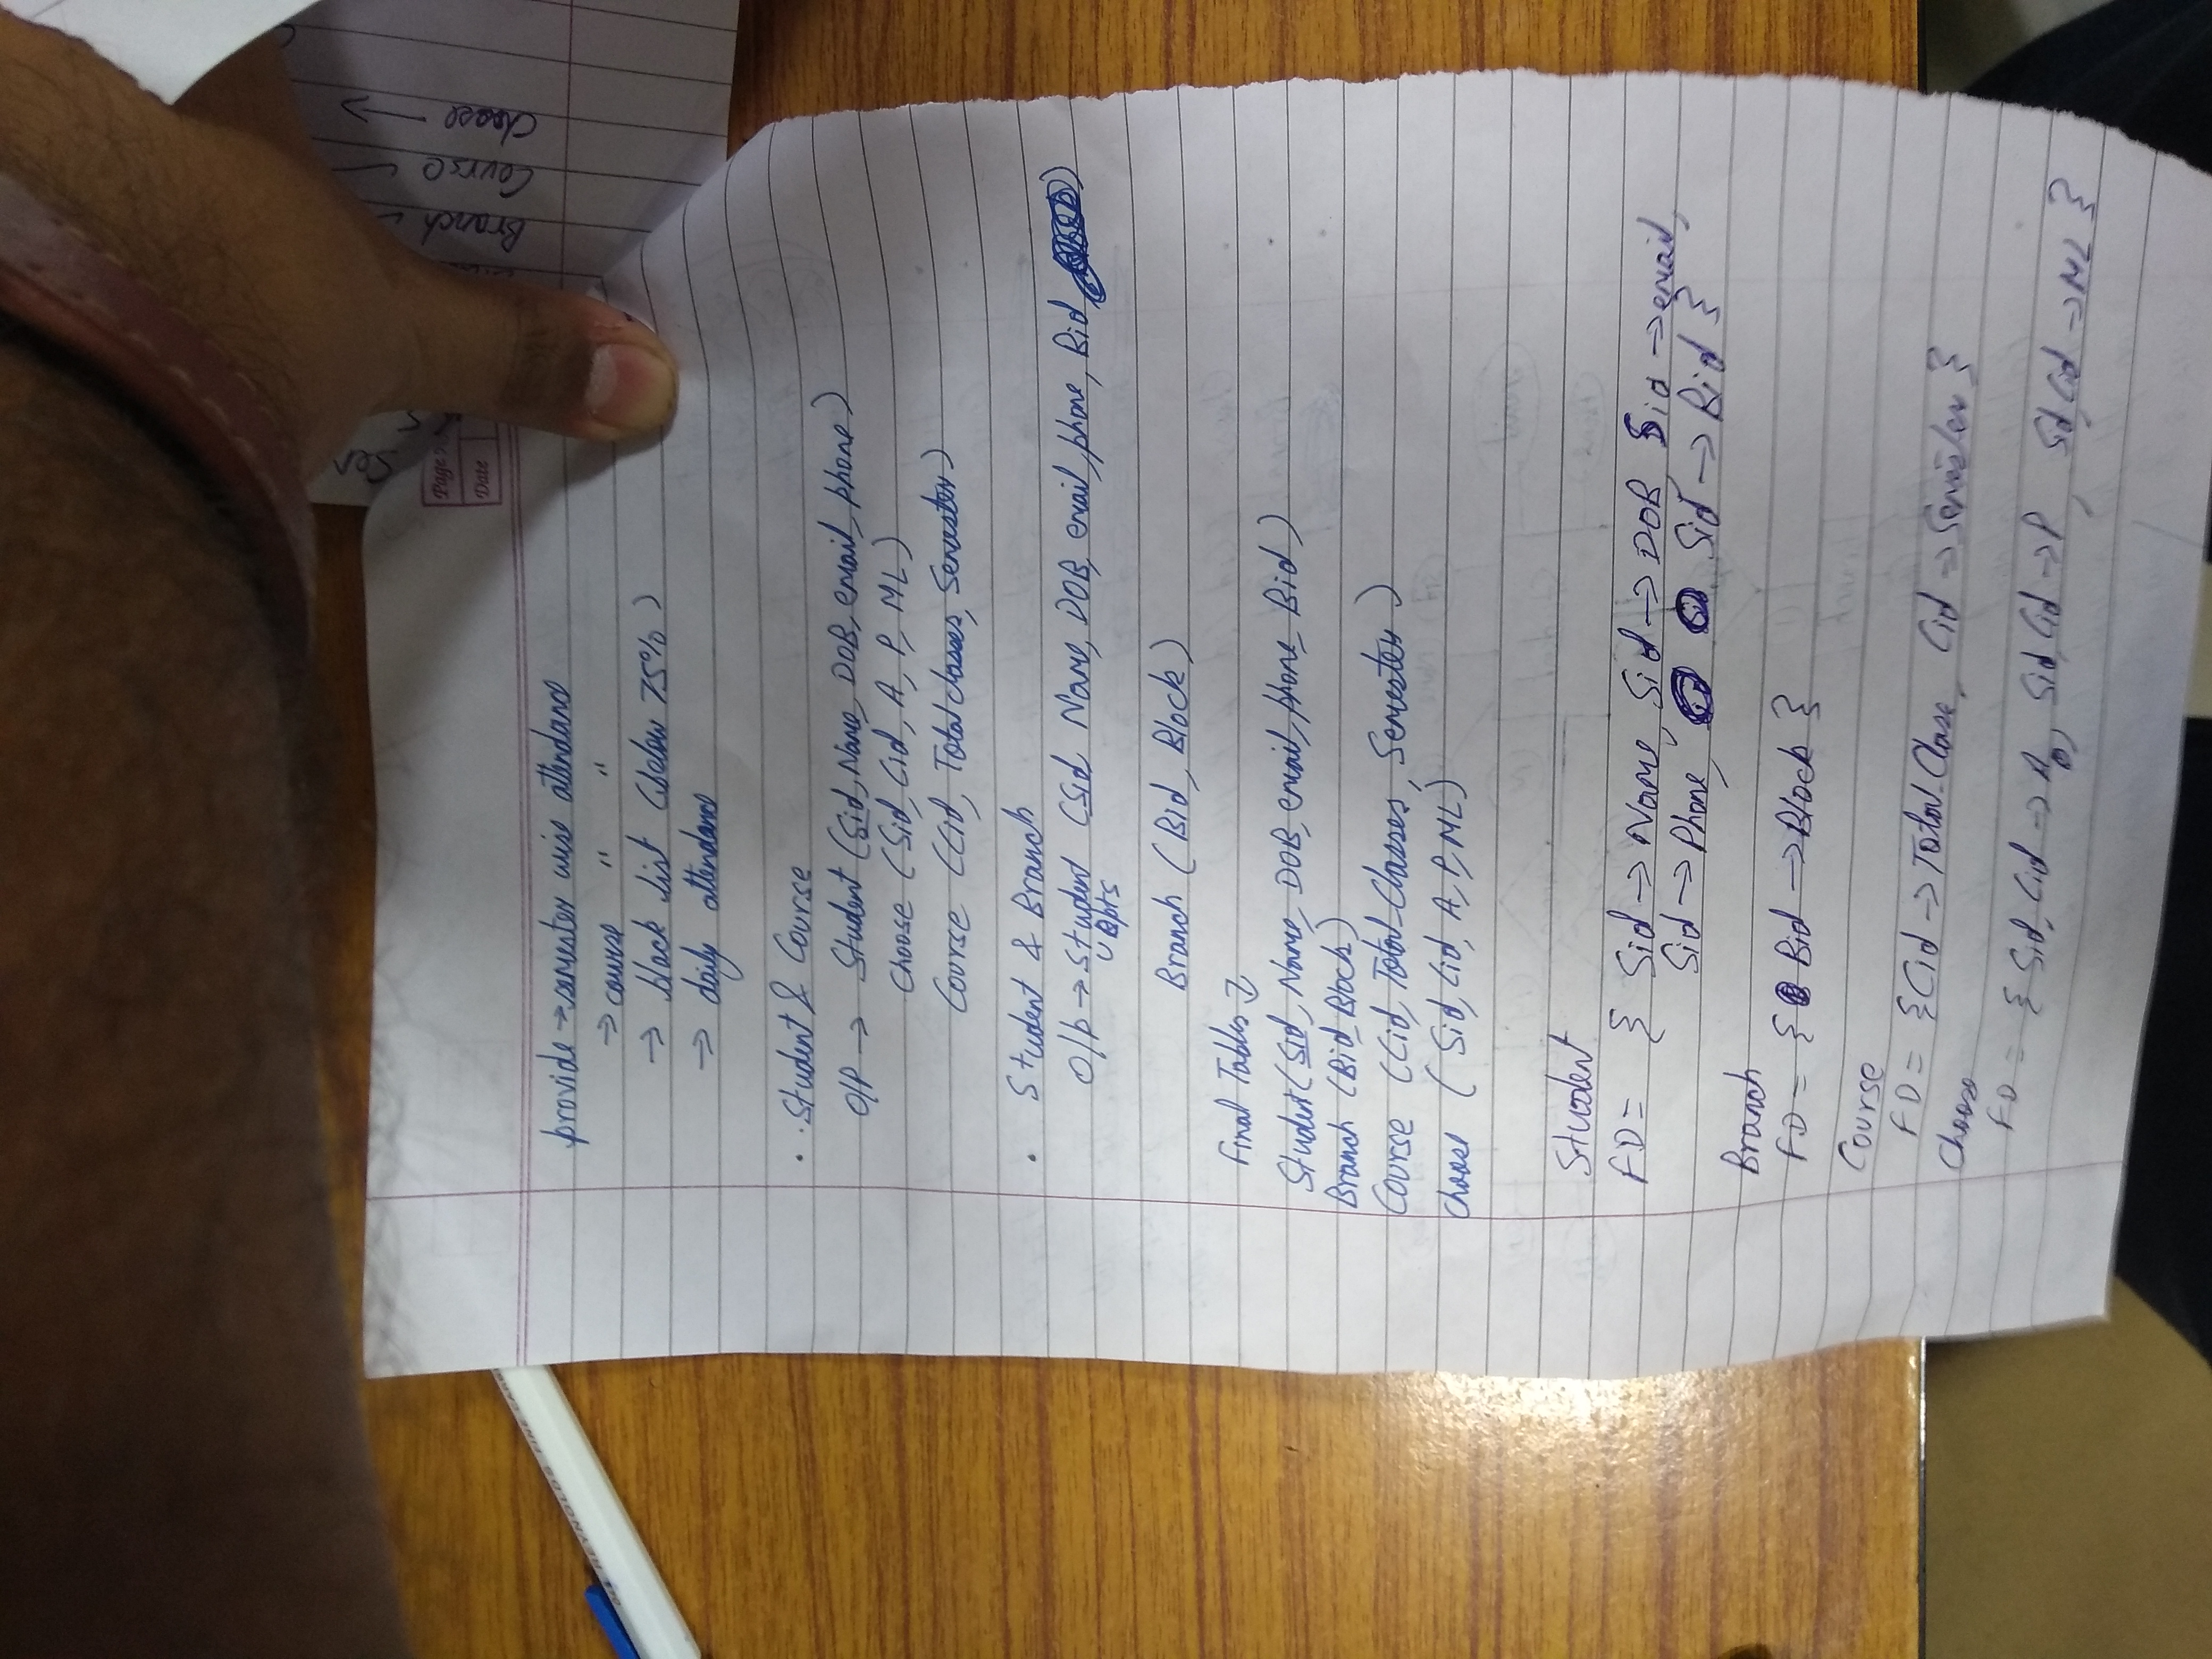 provide → semester wise attendance
→ course " "
→ black list (below 75%)
→ daily attendance
• Student & Course
O/P → Student (Sid, Name, DOB, email, phone)
Choose (Sid, Cid, A, P, ML)
Course (Cid, Total classes, Semester)
• Student & Branch
O/P → Student (Sid, Name, DOB, email, phone, Bid)
Opts
Branch (Bid, Block)
Final Tables
Student (Sid, Name, DOB, email, phone, Bid)
Branch (Bid, Block)
Course (Cid, Total-Classes, Semester)
Choose (Sid, Cid, A, P, ML)
Student
FD = { Sid → Name, Sid → DOB Sid → email,
Sid → Phone, Sid → Bid }
Branch
FD = { Bid → Block }
Course
FD = { Cid → Total-Classe, Cid → Semister }
Choose
FD = { Sid, Cid → A, Sid, Cid → P, Sid, Cid → ML }
Page
Date
Branch
Course
Choose →
REYNOLDS